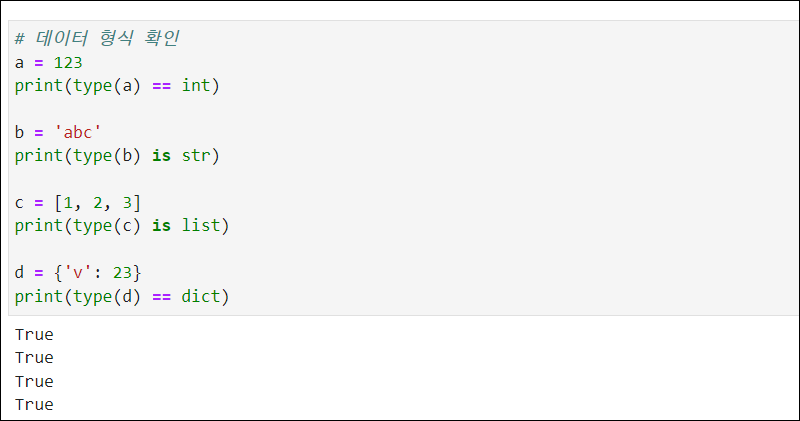 # 데이터 형식 확인
a = 123
print(type(a) == int)
b = 'abc'
print(type(b) is str)
c = [1, 2, 3]
print(type(c) is list)
d = {'v': 23}
print(type(d) == dict)
True
True
True
True